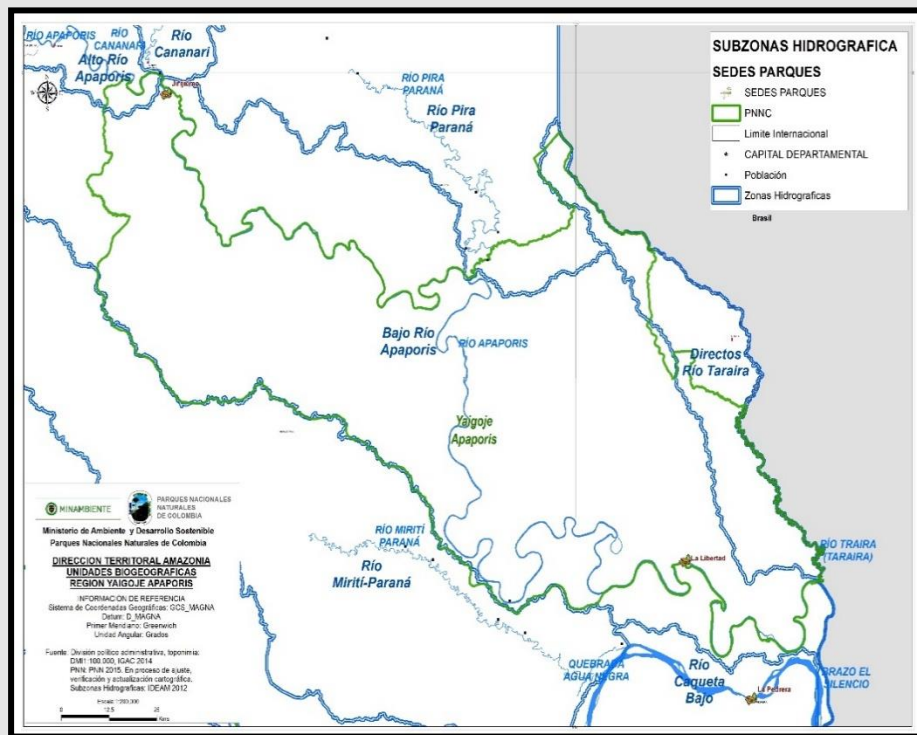 SUBZONAS HIDROGRAFICA
SEDES PARQUES
SEDES PARQUES
PNNC
Limite Internacional
CAPITAL DEPARTAMENTAL
Población
Zonas Hidrograficas
Brasil
RÍO APAPORIS
RÍO
CANANARI
Río
Cananari
Alto Río
Apaporis
RÍO PIRA
PARANÁ
Río Pira
Paraná
Bajo Río
Apaporis
RÍO APAPORIS
Directos
Río Taraira
Yaigoje
Apaporis
RÍO MIRITÍ
PARANÁ
Río
Mirití-Paraná
La Libertad
RÍO TRAIRA
(TARAIRA)
QUEBRADA
AGUA NEGRA
Río
Caqueta
Bajo
La Pedrera
BRAZO EL
SILENCIO
MINAMBIENTE
PARQUES NACIONALES
NATURALES
DE COLOMBIA
Ministerio de Ambiente y Desarrollo Sostenible
Parques Nacionales Naturales de Colombia
DIRECCION TERRITORAL AMAZONIA
UNIDADES BIOGEOGRAFICAS
REGION YAIGOJE APAPORIS
INFORMACION DE REFERENCIA
Sistema de Coordenadas Geográficas: GCS_MAGNA
Datum: D_MAGNA
Primer Meridiano: Greenwich
Unidad Angular: Grados
Fuente: División político administrativa, toponimia:
IGAC 2014
PNN: PNN 2015. En proceso de ajuste,
verificación y actualización cartográfica.
Subzonas Hidrograficas: IDEAM 2012
0 12.5 25